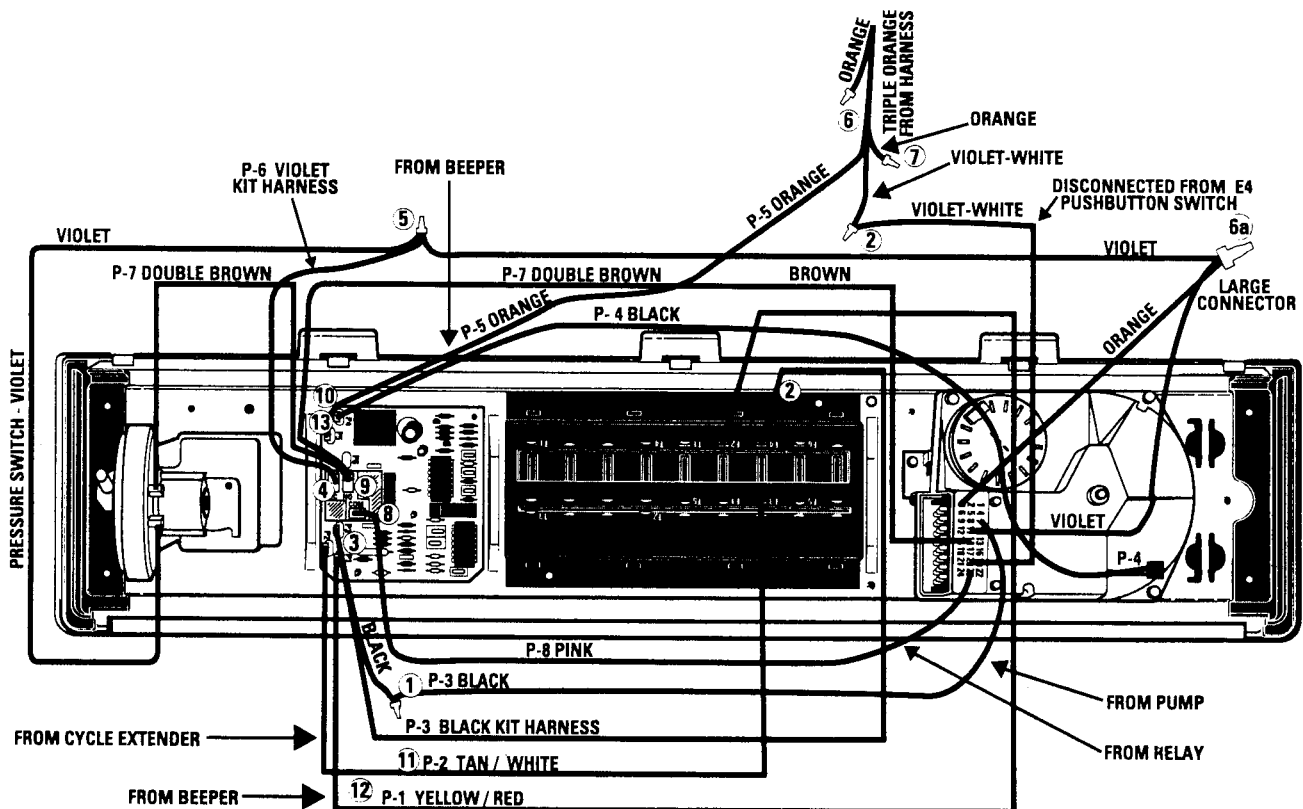 ORANGE
TRIPLE ORANGE
FROM HARNESS
6
ORANGE
7
VIOLET-WHITE
P-6 VIOLET
KIT HARNESS
FROM BEEPER
DISCONNECTED FROM E4
PUSHBUTTON SWITCH
P-5 ORANGE
VIOLET-WHITE
5
2
6a
VIOLET
VIOLET
P-7 DOUBLE BROWN
P-7 DOUBLE BROWN
BROWN
LARGE
CONNECTOR
P-5 ORANGE
P-4 BLACK
ORANGE
PRESSURE SWITCH - VIOLET
10
2
13
4
9
8
3
VIOLET
P-4
BLACK
P-8 PINK
1
P-3 BLACK
FROM PUMP
P-3 BLACK KIT HARNESS
FROM CYCLE EXTENDER
FROM RELAY
11 P-2 TAN / WHITE
FROM BEEPER
12 P-1 YELLOW / RED